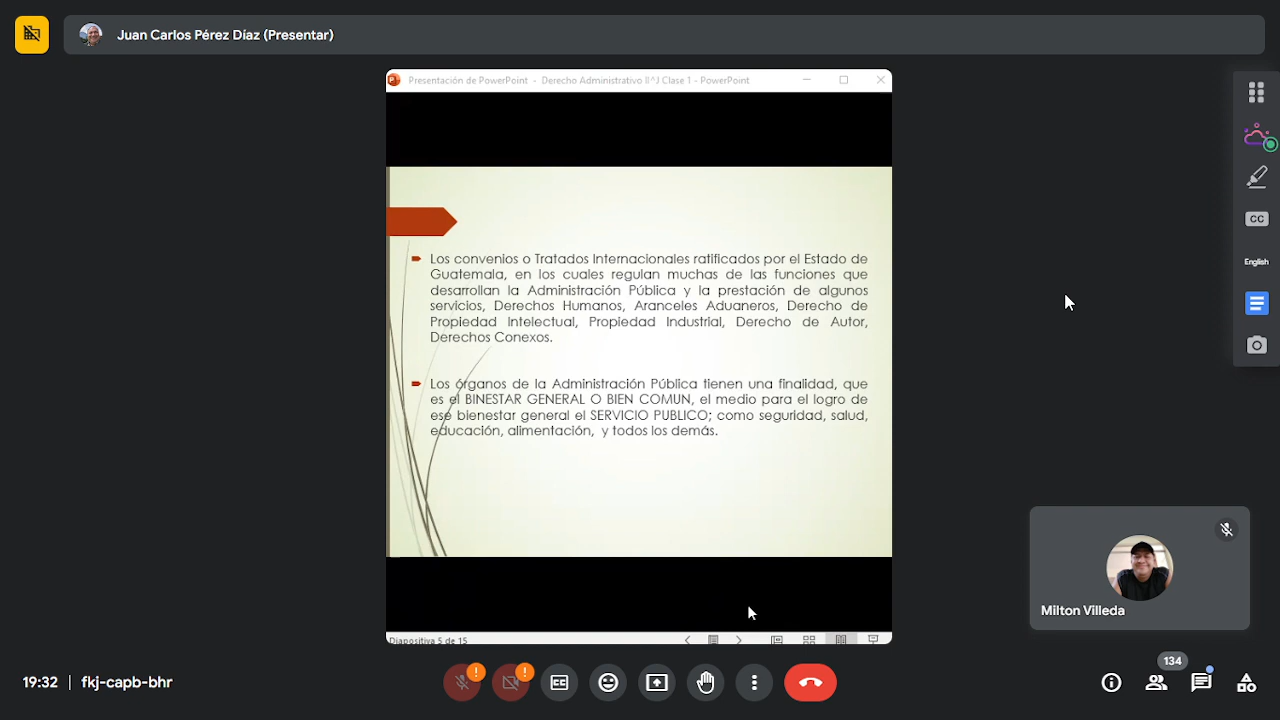 Juan Carlos Pérez Díaz (Presentar)
Presentación de PowerPoint - Derecho Administrativo II^J Clase 1 - PowerPoint
Los convenios o Tratados Internacionales ratificados por el Estado de
Guatemala, en los cuales regulan muchas de las funciones que
desarrollan la Administración Pública y la prestación de algunos
servicios, Derechos Humanos, Aranceles Aduaneros, Derecho de
Propiedad Intelectual, Propiedad Industrial, Derecho de Autor,
Derechos Conexos.
Los órganos de la Administración Pública tienen una finalidad, que
es el BINESTAR GENERAL O BIEN COMUN, el medio para el logro de
ese bienestar general el SERVICIO PUBLICO; como seguridad, salud,
educación, alimentación, y todos los demás.
Diapositiva 5 de 15
CC
English
Milton Villeda
19:32 | fkj-capb-bhr
134